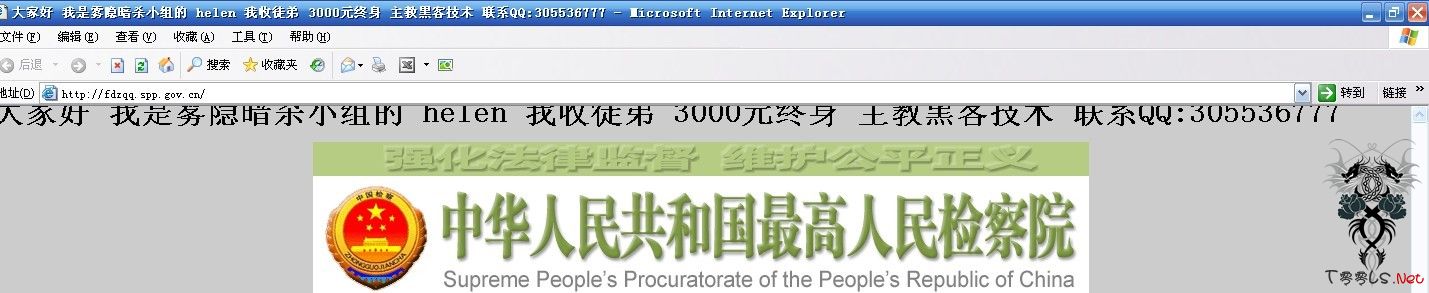 大家好 我是雾隐暗杀小组的 helen 我收徒弟 3000元终身 主教黑客技术 联系QQ:305536777 - Microsoft Internet Explorer
文件(F) 编辑(E) 查看(V) 收藏(A) 工具(T) 帮助(H)
后退 搜索 收藏夹
地址(D) http://fdzqq.spp.gov.cn/ 转到 链接 »
大家好 我是雾隐暗杀小组的 helen 我收徒弟 3000元终身 主教黑客技术 联系QQ:305536777
强化法律监督 维护公平正义
中国检察
中华人民共和国最高人民检察院
ZHONGGUOJIANCHA
Supreme People's Procuratorate of the People's Republic of China
T00LS.Net